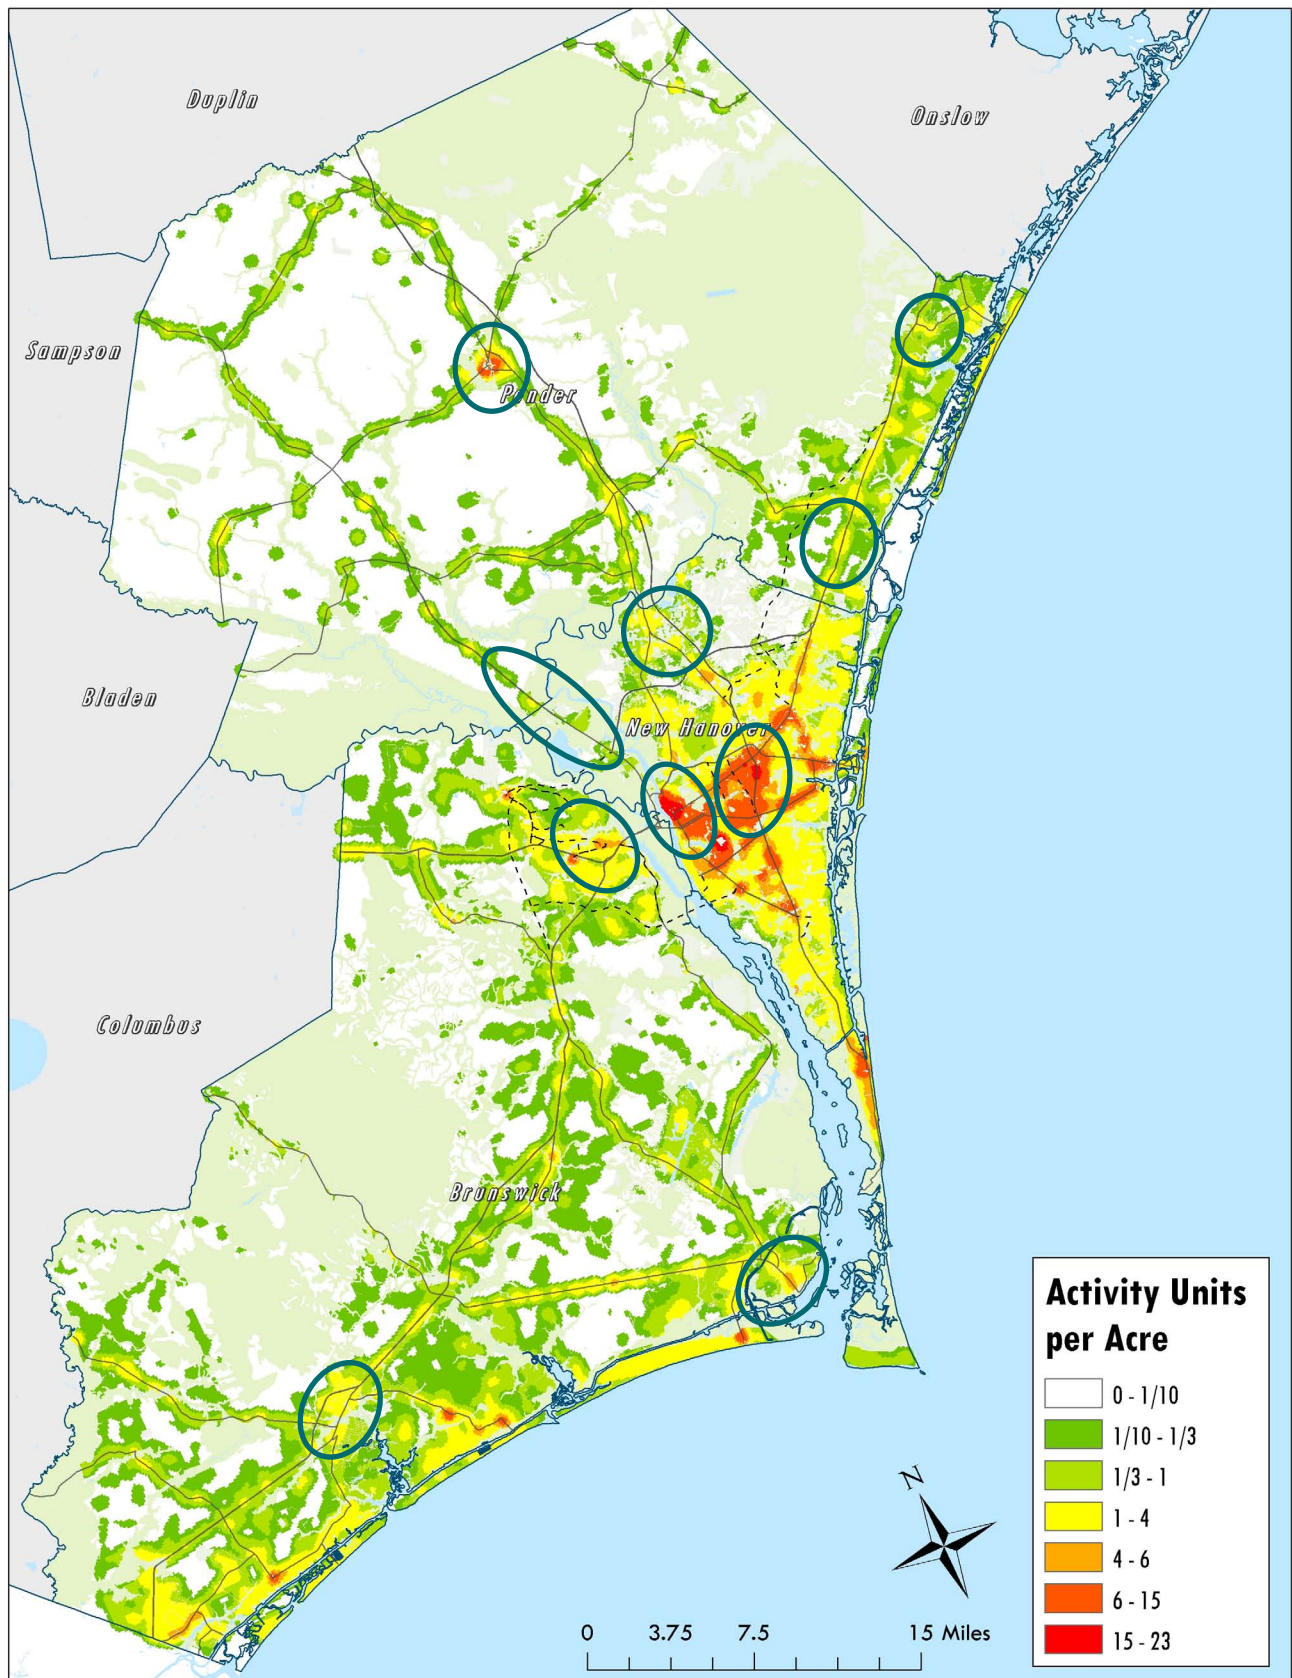 Duplin
Onslow
Sampson
Pender
Bladen
New Hanover
Columbus
Brunswick
Activity Units
per Acre
0 - 1/10
1/10 - 1/3
1/3 - 1
1 - 4
4 - 6
6 - 15
15 - 23
N
0 3.75 7.5 15 Miles